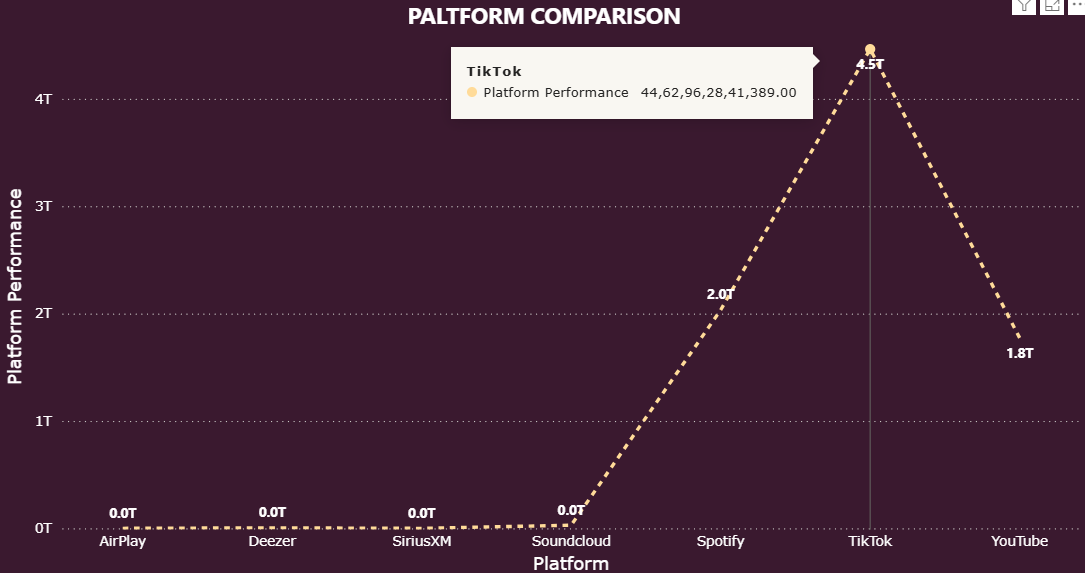 PALTFORM COMPARISON
TikTok
Platform Performance 44,62,96,28,41,389.00
4.5T
4T
3T
2T
1T
0T
Platform Performance
2.0T
1.8T
0.0T
0.0T
0.0T
0.0T
AirPlay Deezer SiriusXM Soundcloud Spotify TikTok YouTube
Platform